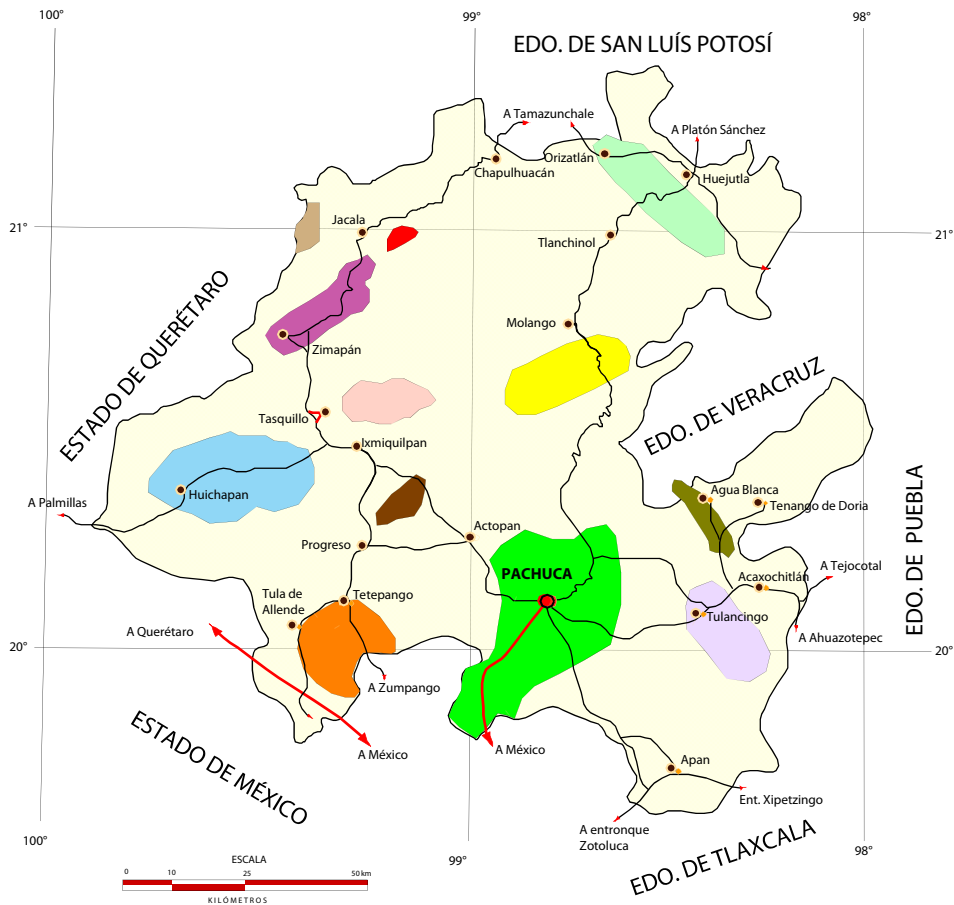 100°
99°
98°
EDO. DE SAN LUÍS POTOSÍ
A Tamazunchale
A Platón Sánchez
Orizatlán
Chapulhuacán
Huejutla
Jacala
21°
21°
Tlanchinol
ESTADO DE QUERÉTARO
Molango
Zimapán
EDO. DE VERACRUZ
Tasquillo
Ixmiquilpan
EDO. DE PUEBLA
Huichapan
Agua Blanca
A Palmillas
Tenango de Doria
Actopan
Progreso
A Tejocotal
PACHUCA
Acaxochitlán
Tula de
Allende
Tetepango
Tulancingo
A Querétaro
A Ahuazotepec
20°
20°
A Zumpango
ESTADO DE MÉXICO
A México
A México
Apan
Ent. Xipetzingo
A entronque
Zotoluca
EDO. DE TLAXCALA
100°
99°
98°
ESCALA
0 10 25 50 km
KILÓMETROS